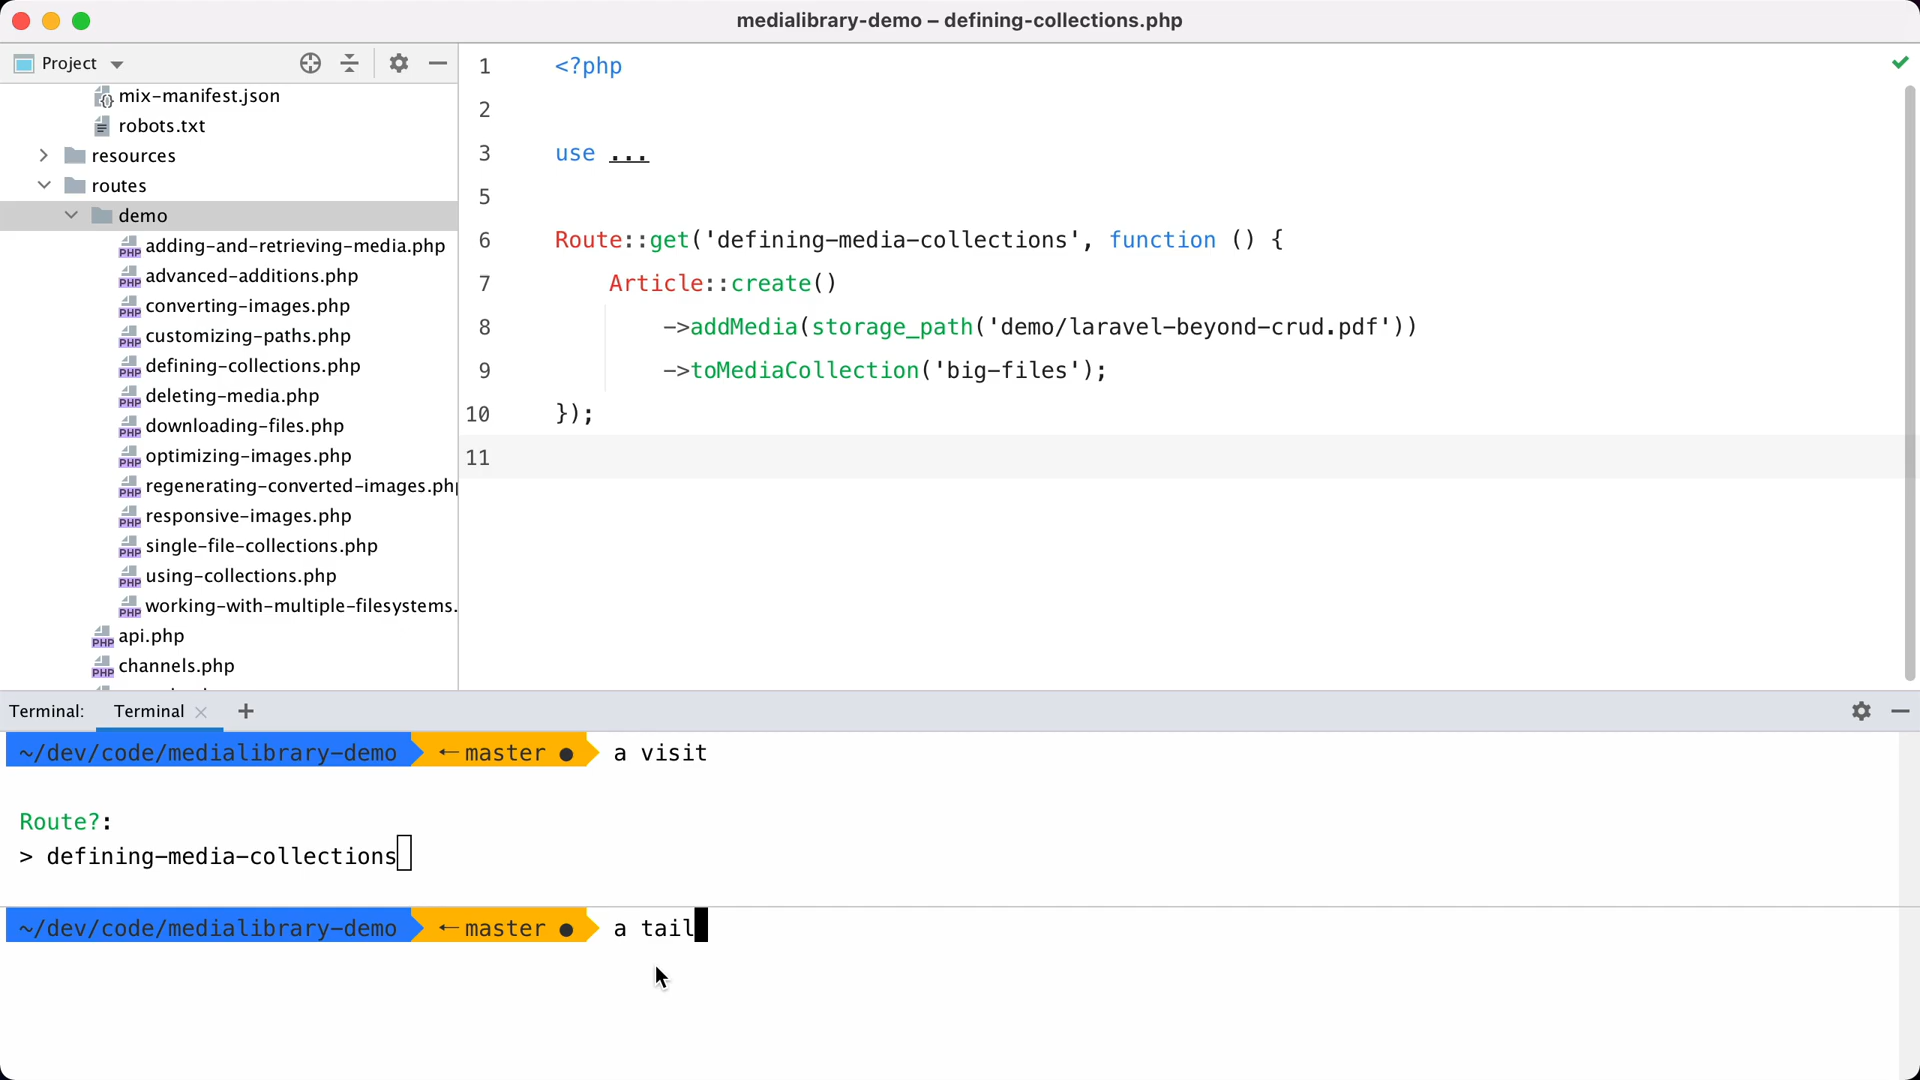 medialibrary-demo – defining-collections.php
Project
mix-manifest.json
robots.txt
resources
routes
demo
adding-and-retrieving-media.php
advanced-additions.php
converting-images.php
customizing-paths.php
defining-collections.php
deleting-media.php
downloading-files.php
optimizing-images.php
regenerating-converted-images.php
responsive-images.php
single-file-collections.php
using-collections.php
working-with-multiple-filesystems.
api.php
channels.php
1 <?php
2
3 use ...
5
6 Route::get('defining-media-collections', function () {
7 Article::create()
8 ->addMedia(storage_path('demo/laravel-beyond-crud.pdf'))
9 ->toMediaCollection('big-files');
10 });
11
Terminal: Terminal
~/dev/code/medialibrary-demo ←master ● a visit
Route?:
> defining-media-collections
~/dev/code/medialibrary-demo ←master ● a tail